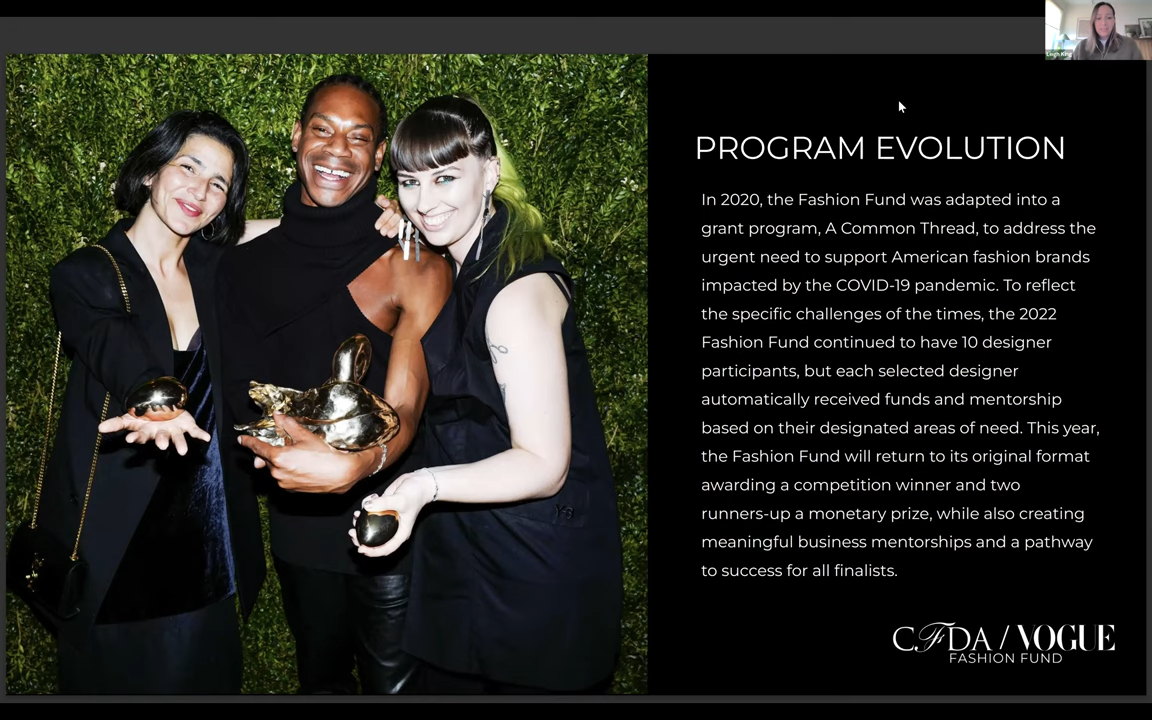 Leigh King
PROGRAM EVOLUTION
In 2020, the Fashion Fund was adapted into a
grant program, A Common Thread, to address the
urgent need to support American fashion brands
impacted by the COVID-19 pandemic. To reflect
the specific challenges of the times, the 2022
Fashion Fund continued to have 10 designer
participants, but each selected designer
automatically received funds and mentorship
based on their designated areas of need. This year,
the Fashion Fund will return to its original format
awarding a competition winner and two
runners-up a monetary prize, while also creating
meaningful business mentorships and a pathway
to success for all finalists.
CFDA / VOGUE
FASHION FUND